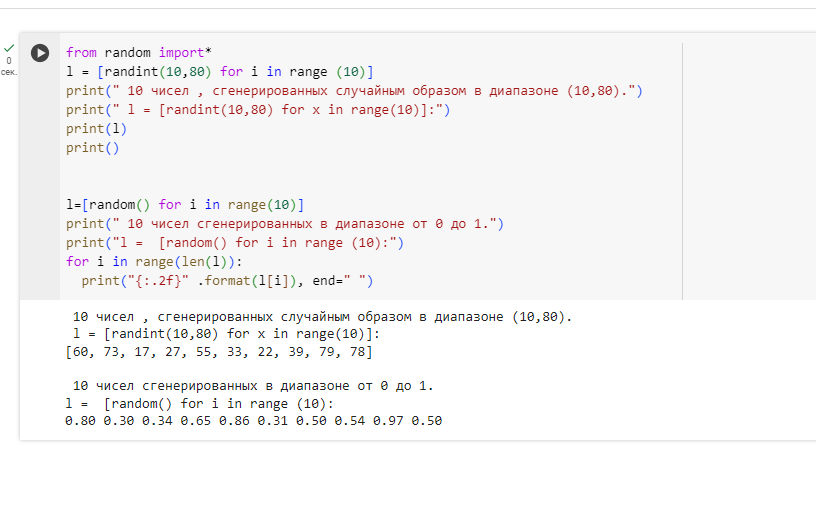 from random import*
0
l = [randint(10,80) for i in range (10)]
сек.
print(" 10 чисел , сгенерированных случайным образом в диапазоне (10,80).")
print(" l = [randint(10,80) for x in range(10)]:")
print(l)
print()
l=[random() for i in range(10)]
print(" 10 чисел сгенерированных в диапазоне от 0 до 1.")
print("l =  [random() for i in range (10):")
for i in range(len(l)):
  print("{:.2f}" .format(l[i]), end=" ")
 10 чисел , сгенерированных случайным образом в диапазоне (10,80).
 l = [randint(10,80) for x in range(10)]:
[60, 73, 17, 27, 55, 33, 22, 39, 79, 78]
 10 чисел сгенерированных в диапазоне от 0 до 1.
l =  [random() for i in range (10):
0.80 0.30 0.34 0.65 0.86 0.31 0.50 0.54 0.97 0.50